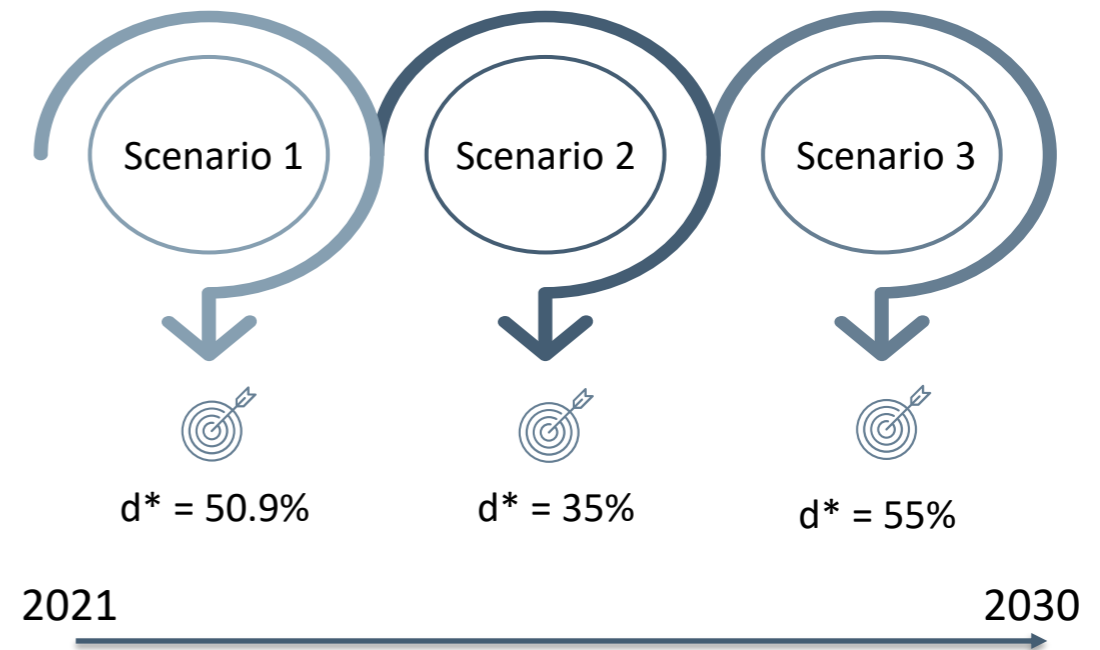 Scenario 1
Scenario 2
Scenario 3
d* = 50.9%
d* = 35%
d* = 55%
2021
2030